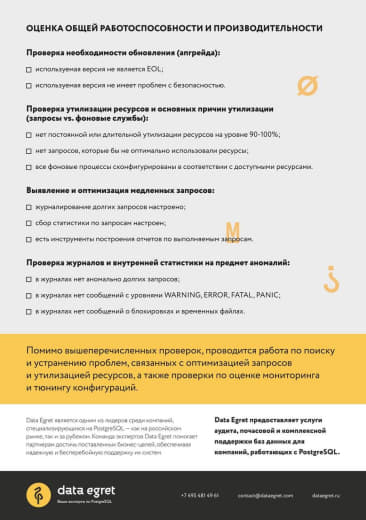 ОЦЕНКА ОБЩЕЙ РАБОТОСПОСОБНОСТИ И ПРОИЗВОДИТЕЛЬНОСТИ
Проверка необходимости обновления (апгрейда):
используемая версия не является EOL;
используемая версия не имеет проблем с безопасностью.
Проверка утилизации ресурсов и основных причин утилизации
(запросы vs. фоновые службы):
нет постоянной или длительной утилизации ресурсов на уровне 90-100%;
нет запросов, которые бы не оптимально использовали ресурсы;
все фоновые процессы сконфигурированы в соответствии с доступными ресурсами.
Выявление и оптимизация медленных запросов:
журналирование долгих запросов настроено;
сбор статистики по запросам настроен;
есть инструменты построения отчетов по выполняемым запросам.
Проверка журналов и внутренней статистики на предмет аномалий:
в журналах нет аномально долгих запросов;
в журналах нет сообщений с уровнями WARNING, ERROR, FATAL, PANIC;
в журналах нет сообщений о блокировках и временных файлах.
Помимо вышеперечисленных проверок, проводится работа по поиску
и устранению проблем, связанных с оптимизацией запросов
и утилизацией ресурсов, а также проверки по оценке мониторинга
и тюнингу конфигураций.
Data Egret является одним из лидеров среди компаний,
специализирующихся на PostgreSQL — как на российском
рынке, так и за рубежом. Команда экспертов Data Egret помогает
партнерам достичь поставленных бизнес-целей, обеспечивая
надежную и бесперебойную поддержку их систем.
Data Egret предоставляет услуги
аудита, почасовой и комплексной
поддержки баз данных для
компаний, работающих с PostgreSQL.
data egret
Ваши эксперты по PostgreSQL
+7 495 481 49 61
contact@dataegret.com
dataegret.ru